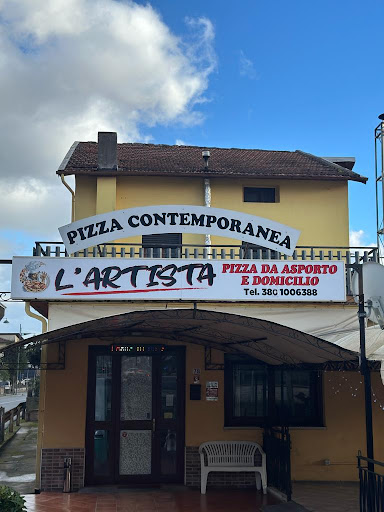 PIZZA CONTEMPORANEA
L'ARTISTA
PIZZA DA ASPORTO
E DOMICILIO
Tel. 380 1006388